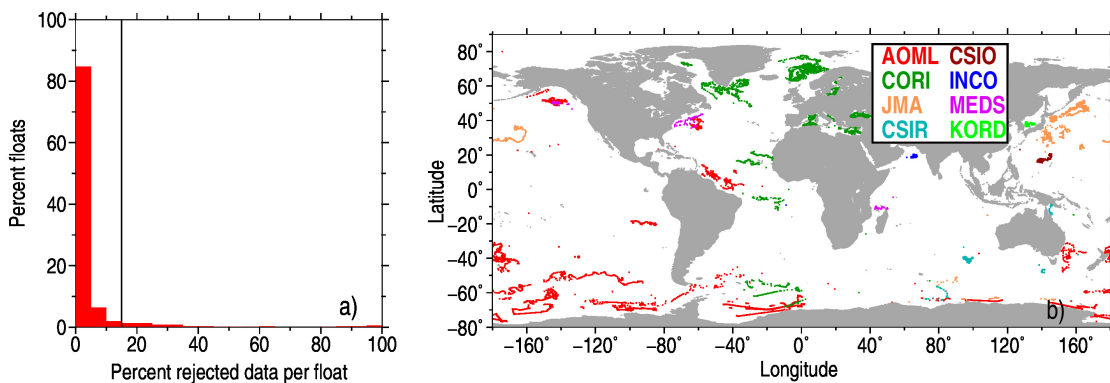 100
80
60
40
20
0
Percent floats
0 20 40 60 80 100
Percent rejected data per float
a)
80˚
60˚
40˚
20˚
0˚
−20˚
−40˚
−60˚
−80˚
Latitude
AOML CSIO
CORI INCO
JMA MEDS
CSIR KORD
b)
−160˚ −120˚ −80˚ −40˚ 0˚ 40˚ 80˚ 120˚ 160˚
Longitude